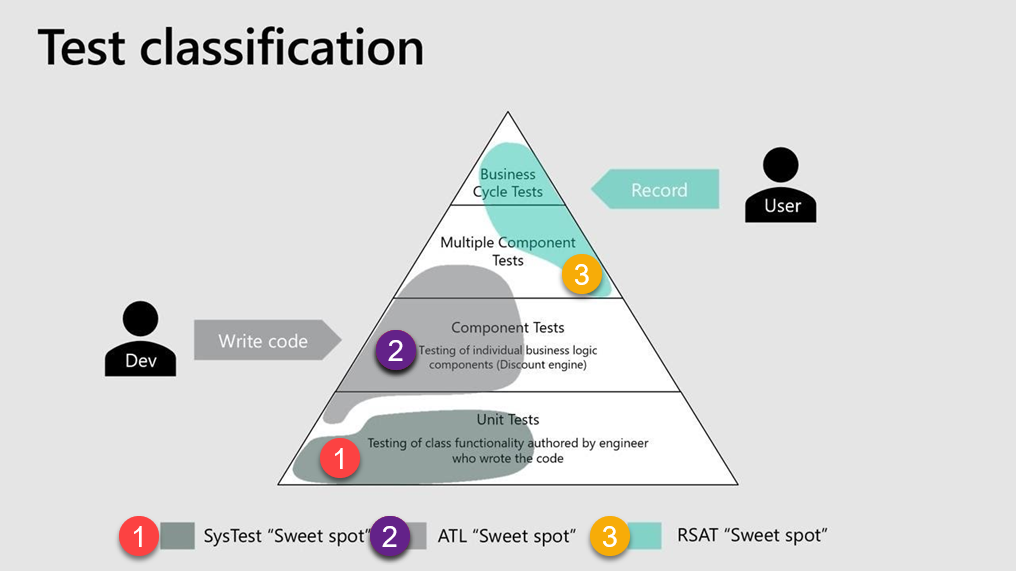 Test classification
Business
Cycle Tests
Record
User
Multiple Component
Tests
3
Dev
Write code
2
Component Tests
Testing of individual business logic
components (Discount engine)
Unit Tests
1
Testing of class functionality authored by engineer
who wrote the code
1 SysTest “Sweet spot” 2 ATL “Sweet spot” 3 RSAT “Sweet spot”